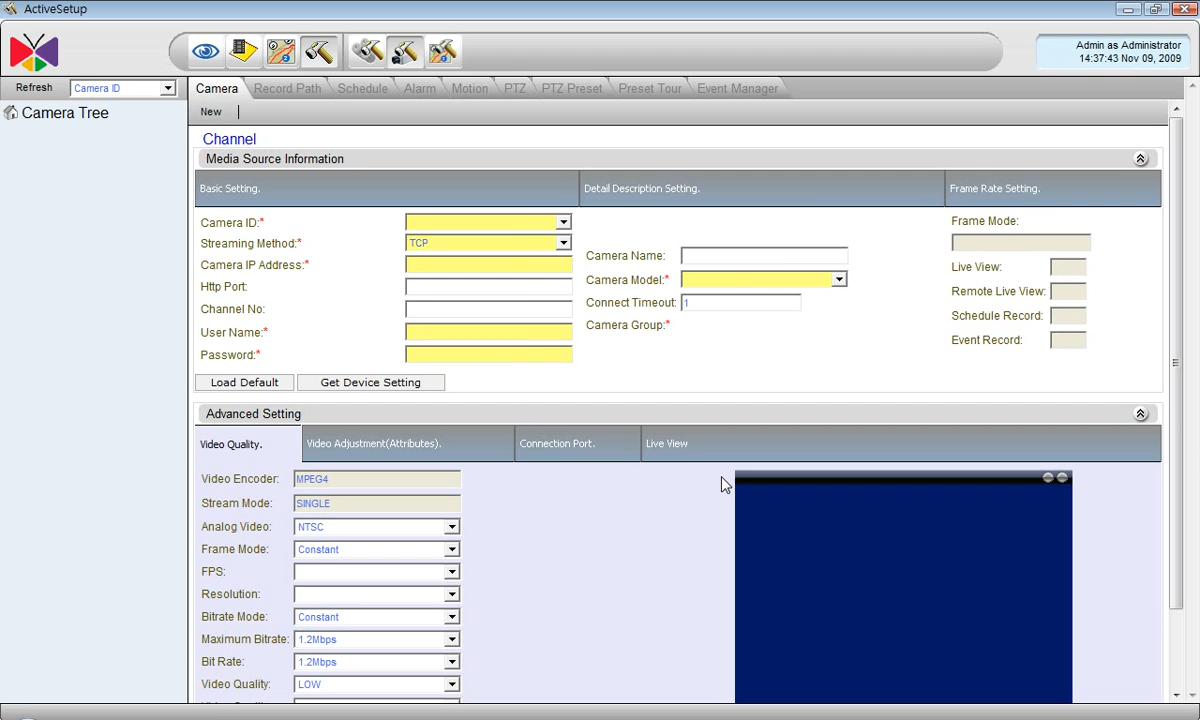 ActiveSetup
Admin as Administrator
14:37:43 Nov 09, 2009
Refresh
Camera ID
Camera
Record Path
Schedule
Alarm
Motion
PTZ
PTZ Preset
Preset Tour
Event Manager
Camera Tree
New
Channel
Media Source Information
Basic Setting.
Detail Description Setting.
Frame Rate Setting.
Camera ID:*
Streaming Method:*
TCP
Camera IP Address:*
Http Port:
Channel No:
User Name:*
Password:*
Camera Name:
Camera Model:*
Connect Timeout:
1
Camera Group:*
Frame Mode:
Live View:
Remote Live View:
Schedule Record:
Event Record:
Load Default
Get Device Setting
Advanced Setting
Video Quality.
Video Adjustment(Attributes).
Connection Port.
Live View
Video Encoder:
MPEG4
Stream Mode:
SINGLE
Analog Video:
NTSC
Frame Mode:
Constant
FPS:
Resolution:
Bitrate Mode:
Constant
Maximum Bitrate:
1.2Mbps
Bit Rate:
1.2Mbps
Video Quality:
LOW